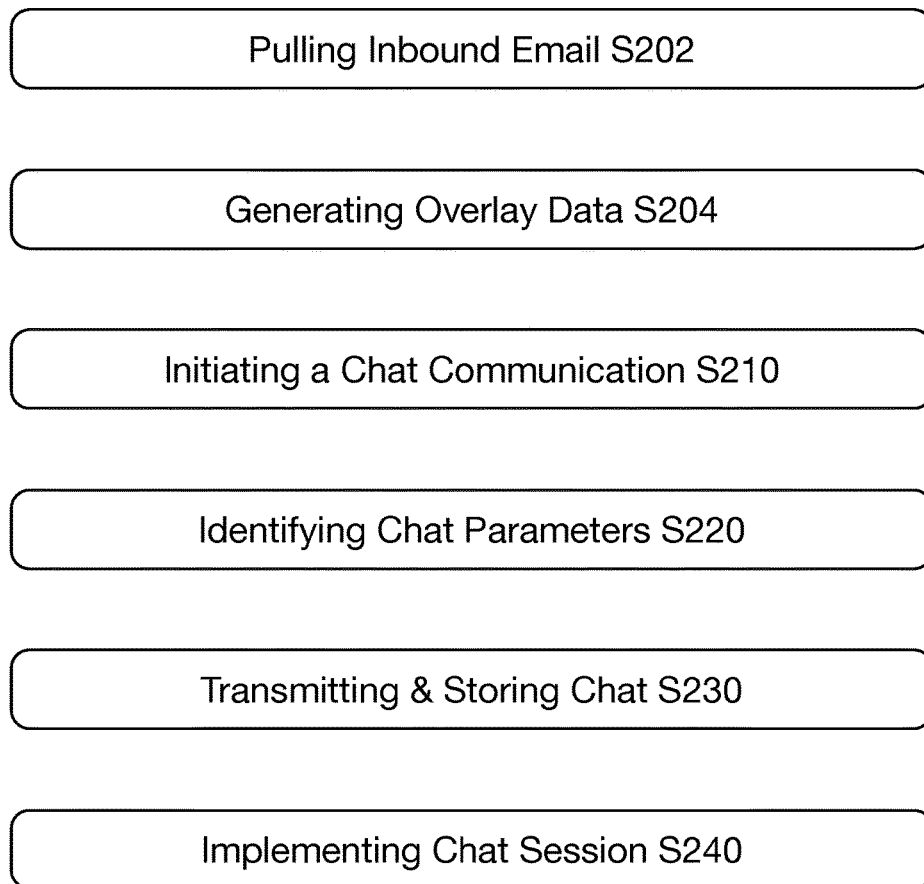 Pulling Inbound Email S202
Generating Overlay Data S204
Initiating a Chat Communication S210
Identifying Chat Parameters S220
Transmitting & Storing Chat S230
Implementing Chat Session S240